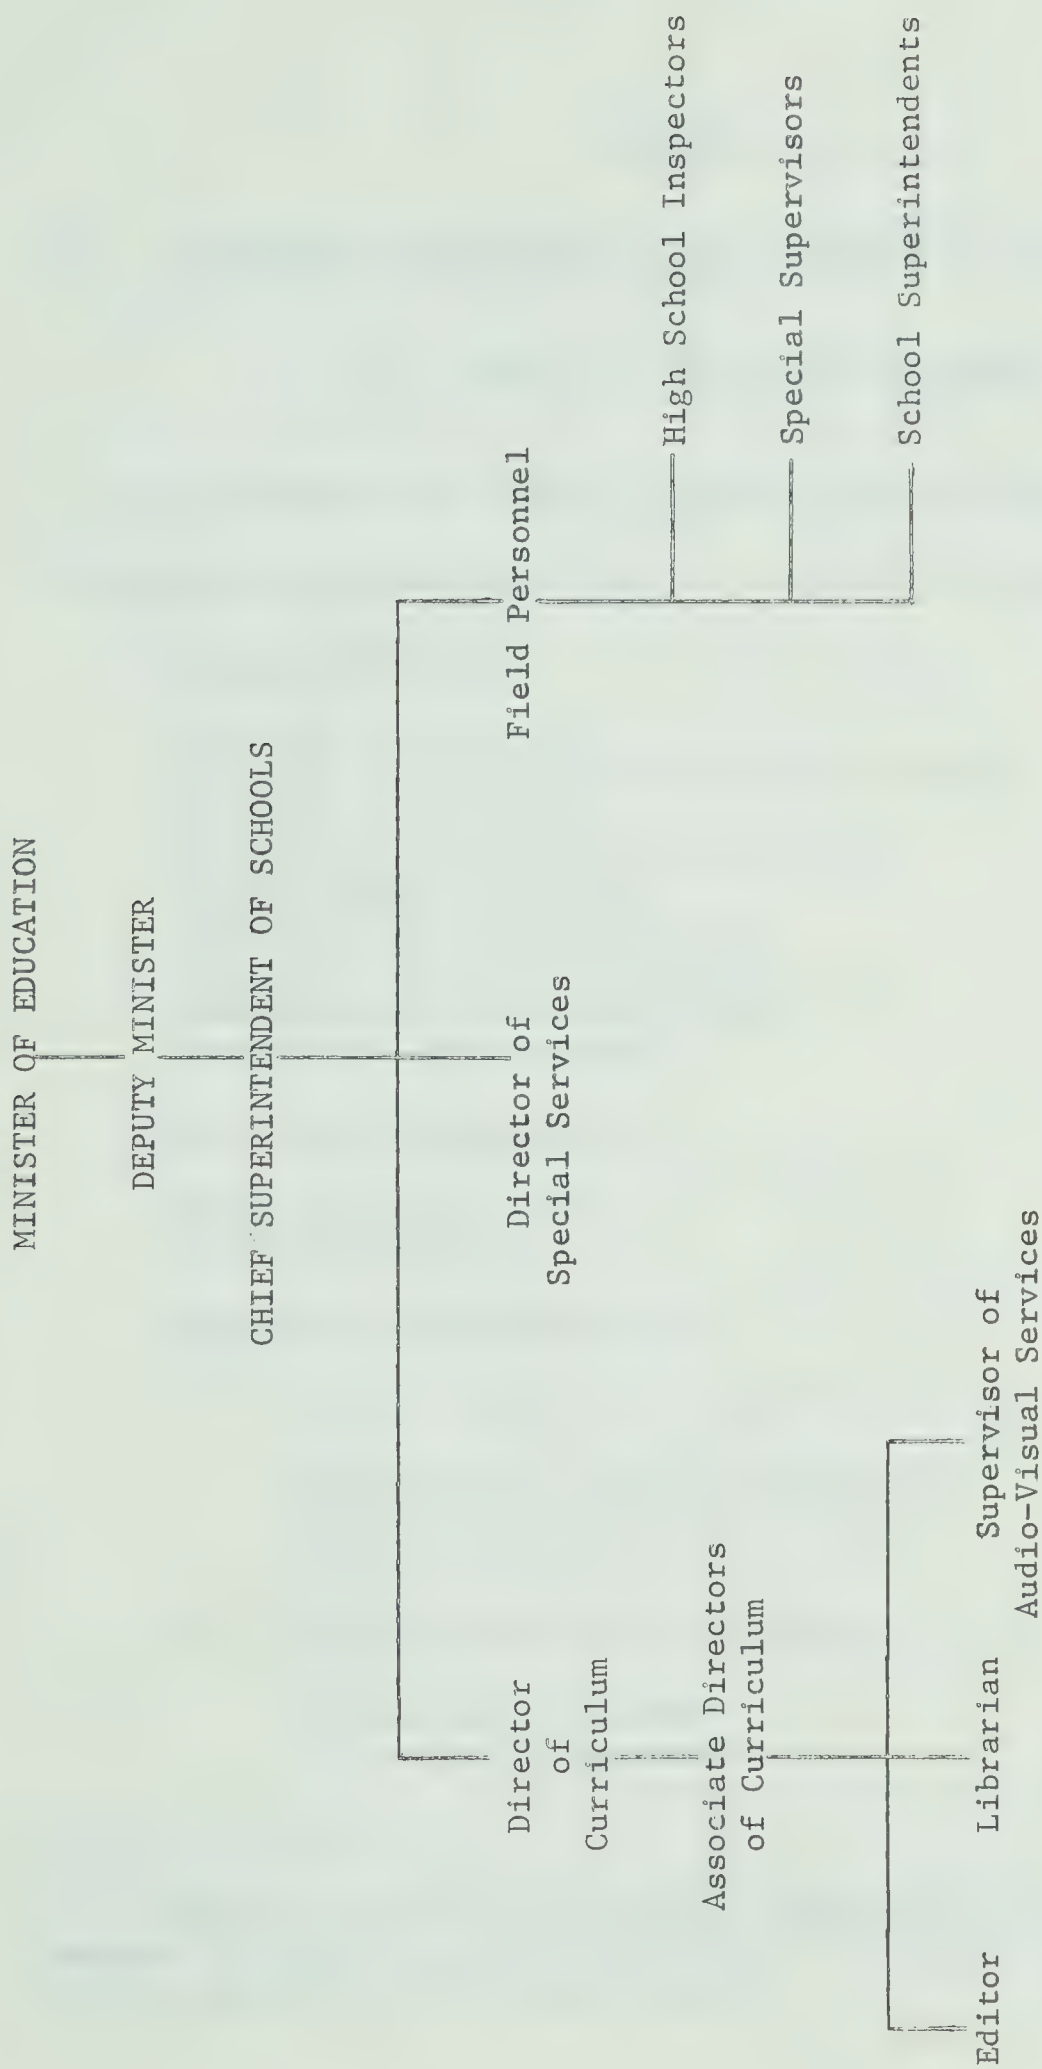 MINISTER OF EDUCATION
DEPUTY MINISTER
CHIEF SUPERINTENDENT OF SCHOOLS
Director
of
Curriculum
Director of
Special Services
Field Personnel
Associate Directors
of Curriculum
High School Inspectors
Special Supervisors
School Superintendents
Editor
Librarian
Supervisor of
Audio-Visual Services